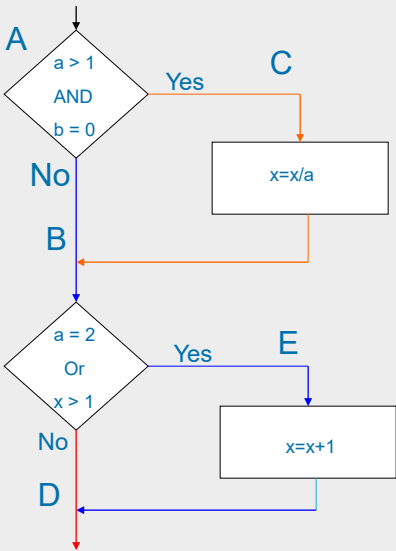 A
a > 1
AND
b = 0
Yes
C
No
x=x/a
B
a = 2
Or
x > 1
Yes
E
No
x=x+1
D